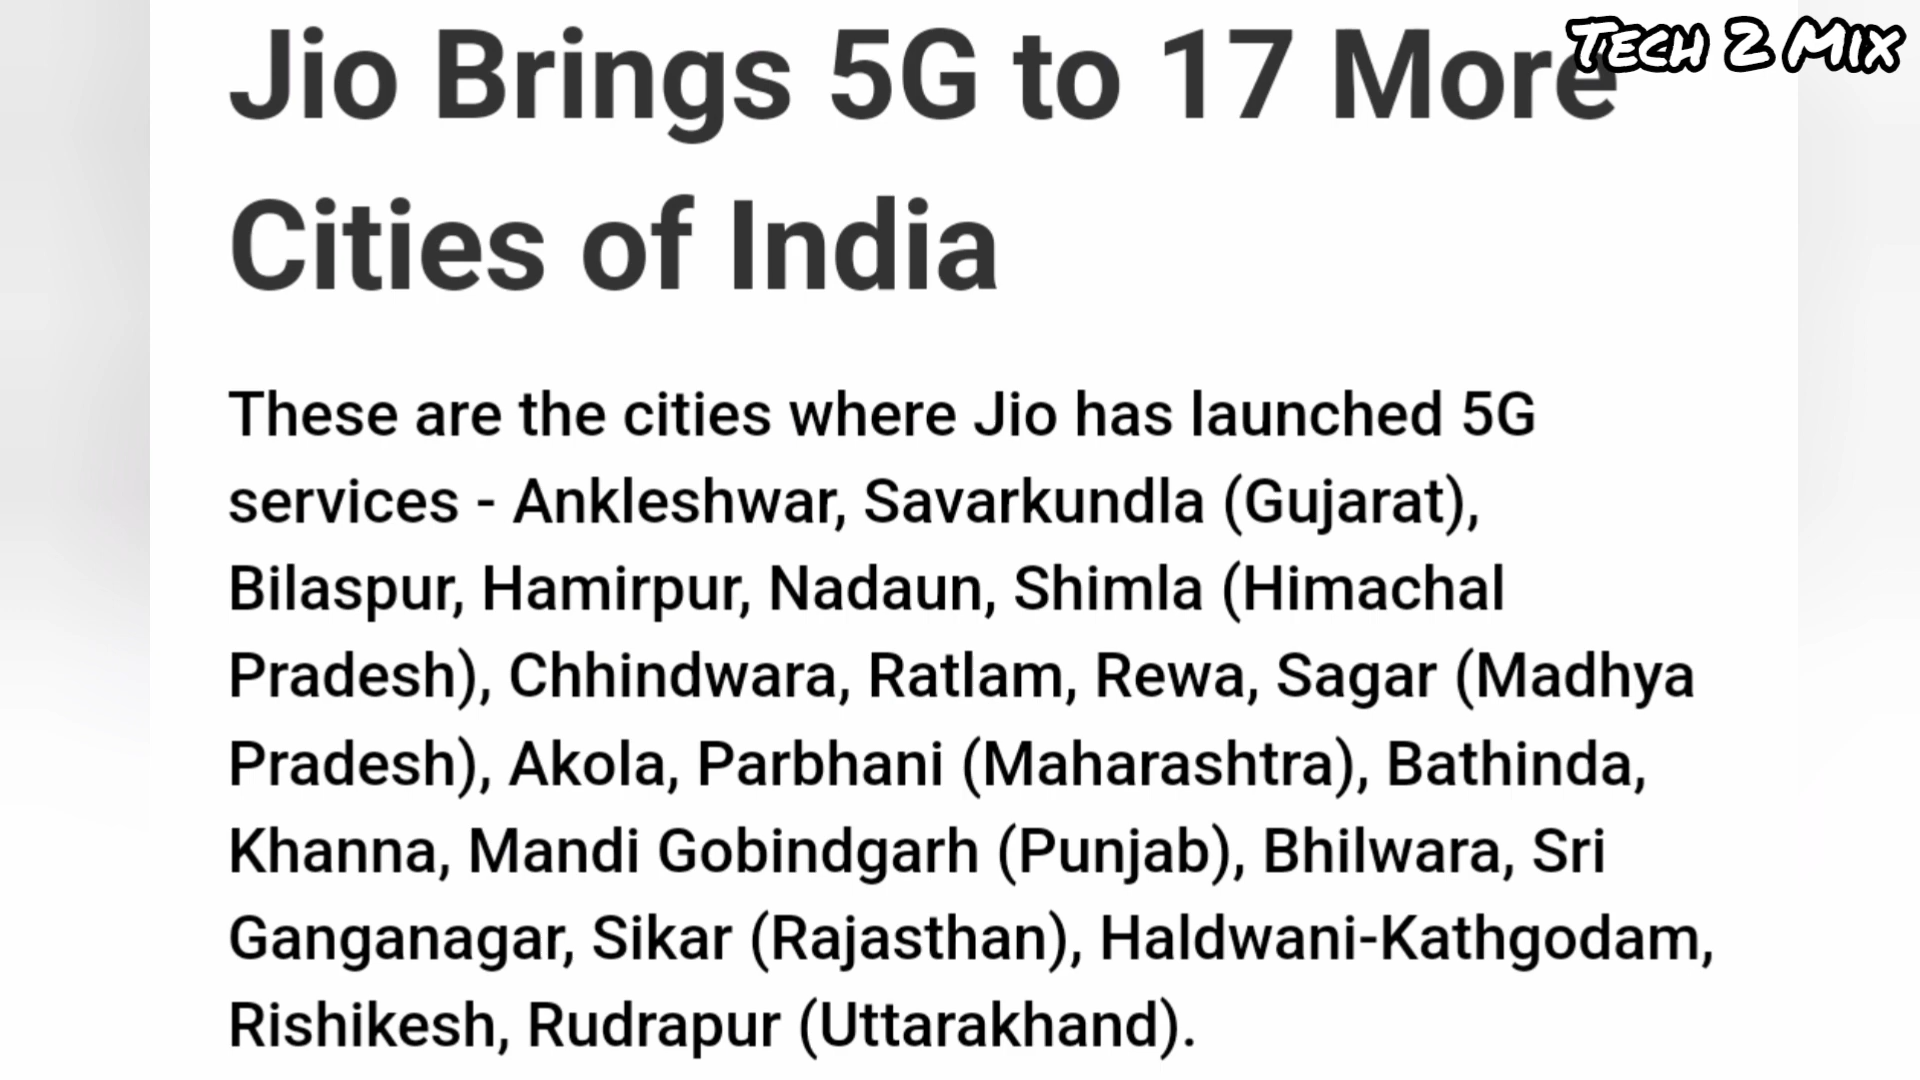 Jio Brings 5G to 17 More
Tech 2 Mix
Cities of India
These are the cities where Jio has launched 5G
services - Ankleshwar, Savarkundla (Gujarat),
Bilaspur, Hamirpur, Nadaun, Shimla (Himachal
Pradesh), Chhindwara, Ratlam, Rewa, Sagar (Madhya
Pradesh), Akola, Parbhani (Maharashtra), Bathinda,
Khanna, Mandi Gobindgarh (Punjab), Bhilwara, Sri
Ganganagar, Sikar (Rajasthan), Haldwani-Kathgodam,
Rishikesh, Rudrapur (Uttarakhand).